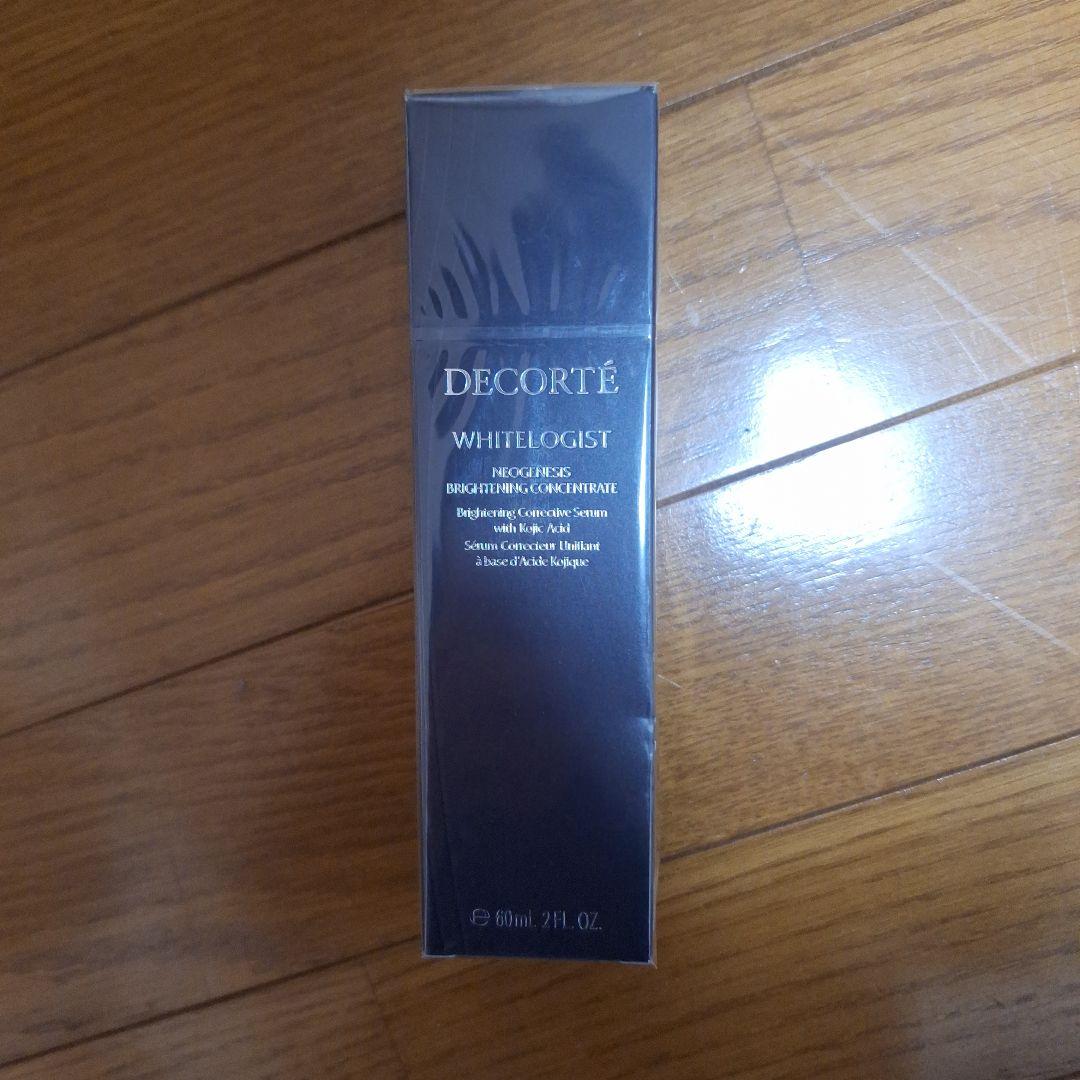 DECORTÉ
WHITELOGIST
NEOGENESIS
BRIGHTENING CONCENTRATE
Brightening Corrective Serum
with Kojic Acid
Sérum Correcteur Unifiant
à base d'Acide Kojique
℮ 60mL 2 FL. OZ.